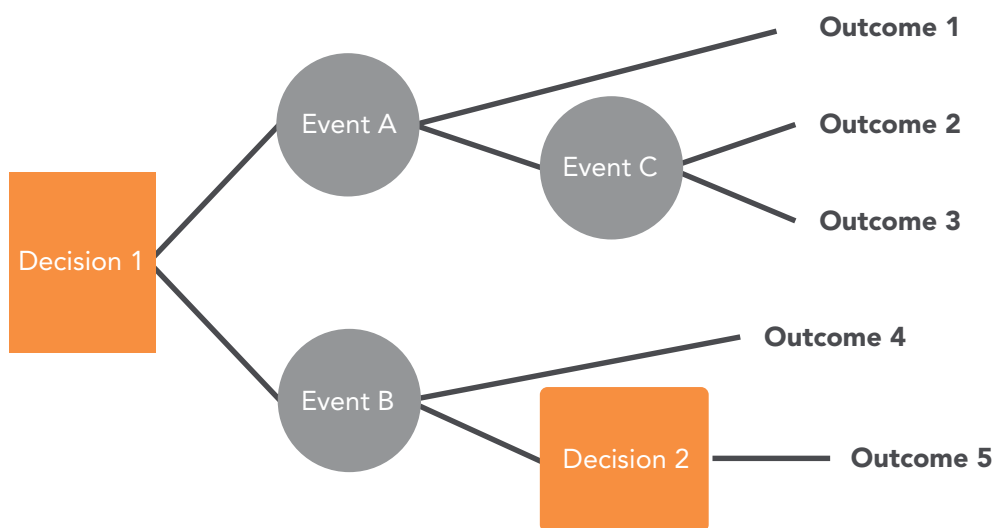 Outcome 1
Event A
Outcome 2
Event C
Outcome 3
Decision 1
Outcome 4
Event B
Decision 2
Outcome 5